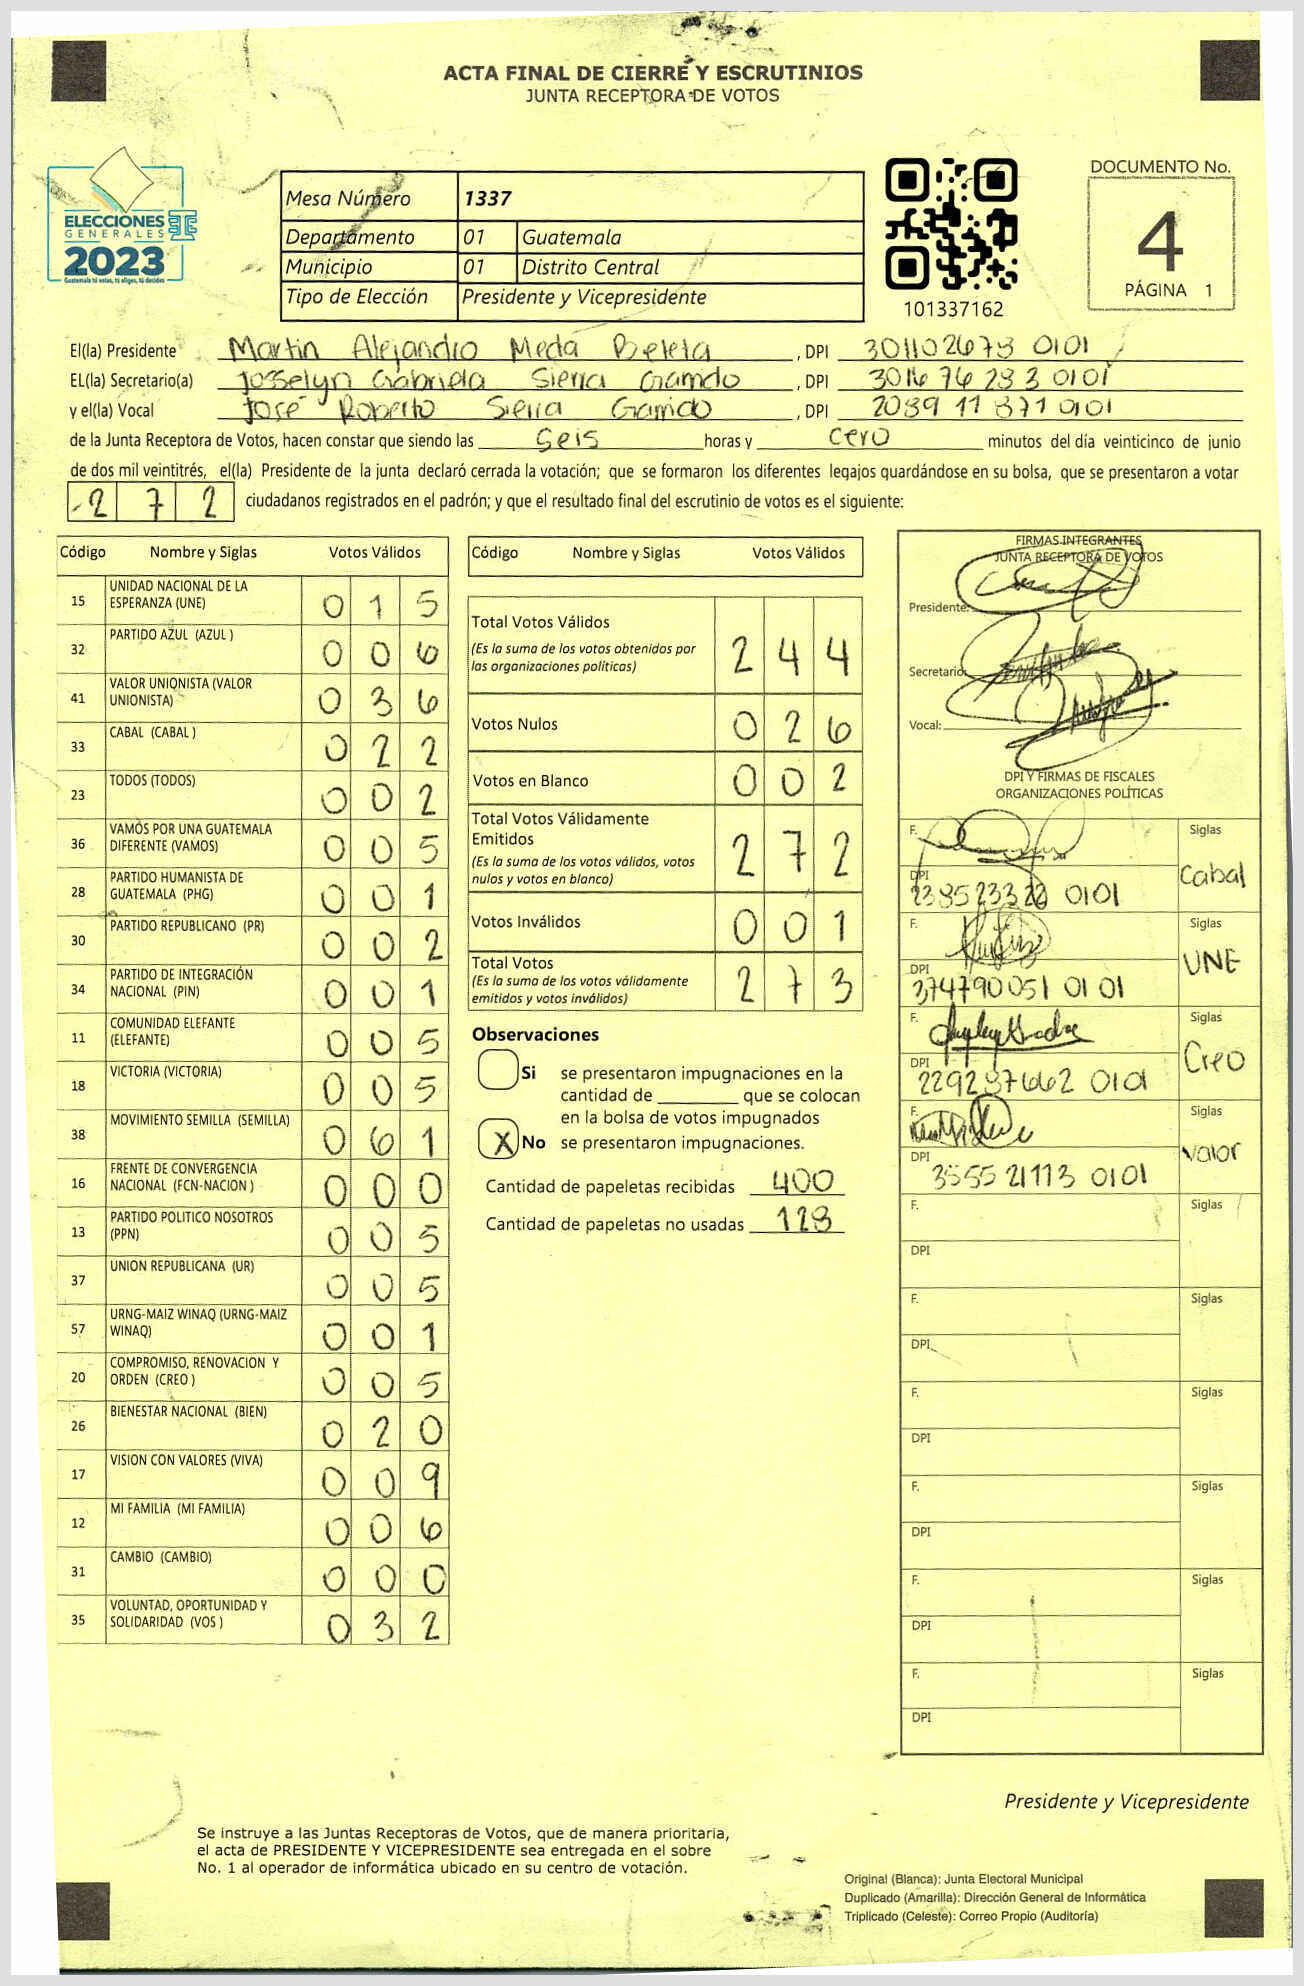 ACTA FINAL DE CIERRE Y ESCRUTINIOS
JUNTA RECEPTORA DE VOTOS
ELECCIONES
GENERALES
2023
Guatemala tú votas, tú eliges, tú decides
Mesa Número 1337
Departamento 01 Guatemala
Municipio 01 Distrito Central
Tipo de Elección Presidente y Vicepresidente
101337162
DOCUMENTO No.
4
PÁGINA 1
El(la) Presidente Martin Alejandro Meda , DPI 301102673 0101
EL(la) Secretario(a) Josselyn Gabriela Sierra Garrido , DPI 0101
y el(la) Vocal José Roberto Sierra Garrido , DPI 2089 11 871 0101
de la Junta Receptora de Votos, hacen constar que siendo las seis horas y cero minutos del día veinticinco de junio
de dos mil veintitrés, el(la) Presidente de la junta declaró cerrada la votación; que se formaron los diferentes legajos guardándose en su bolsa, que se presentaron a votar
272 ciudadanos registrados en el padrón; y que el resultado final del escrutinio de votos es el siguiente:
Código Nombre y Siglas Votos Válidos
15 UNIDAD NACIONAL DE LA ESPERANZA (UNE) 0 1 5
32 PARTIDO AZUL (AZUL ) 0 0 6
41 VALOR UNIONISTA (VALOR UNIONISTA) 0 3 6
33 CABAL (CABAL ) 0 2 2
23 TODOS (TODOS) 0 0 2
36 VAMOS POR UNA GUATEMALA DIFERENTE (VAMOS) 0 0 5
28 PARTIDO HUMANISTA DE GUATEMALA (PHG) 0 0 1
30 PARTIDO REPUBLICANO (PR) 0 0 2
34 PARTIDO DE INTEGRACIÓN NACIONAL (PIN) 0 0 1
11 COMUNIDAD ELEFANTE (ELEFANTE) 0 0 5
18 VICTORIA (VICTORIA) 0 0 5
38 MOVIMIENTO SEMILLA (SEMILLA) 0 6 1
16 FRENTE DE CONVERGENCIA NACIONAL (FCN-NACION ) 0 0 0
13 PARTIDO POLITICO NOSOTROS (PPN) 0 0 5
37 UNION REPUBLICANA (UR) 0 0 5
57 URNG-MAIZ WINAQ (URNG-MAIZ WINAQ) 0 0 1
20 COMPROMISO, RENOVACION Y ORDEN (CREO ) 0 0 5
26 BIENESTAR NACIONAL (BIEN) 0 2 0
17 VISION CON VALORES (VIVA) 0 0 9
12 MI FAMILIA (MI FAMILIA) 0 0 6
31 CAMBIO (CAMBIO) 0 0 0
35 VOLUNTAD, OPORTUNIDAD Y SOLIDARIDAD (VOS ) 0 3 2
Código Nombre y Siglas Votos Válidos
Total Votos Válidos 2 4 4
(Es la suma de los votos obtenidos por
las organizaciones políticas)
Votos Nulos 0 2 6
Votos en Blanco 0 0 2
Total Votos Válidamente
Emitidos 2 7 2
(Es la suma de los votos válidos, votos
nulos y votos en blanco)
Votos Inválidos 0 0 1
Total Votos 2 7 3
(Es la suma de los votos válidamente
emitidos y votos inválidos)
Observaciones
Si se presentaron impugnaciones en la
cantidad de ________ que se colocan
en la bolsa de votos impugnados
X No se presentaron impugnaciones.
Cantidad de papeletas recibidas 400
Cantidad de papeletas no usadas 128
FIRMAS INTEGRANTES
JUNTA RECEPTORA DE VOTOS
Presidente:
Secretario:
Vocal:
DPI Y FIRMAS DE FISCALES
ORGANIZACIONES POLÍTICAS
F. Siglas
DPI 0101 Cabal
F. Siglas
DPI 374790051 0101 UNE
F. Siglas
DPI 229237662 0101 Creo
F. Siglas
DPI 3555 21173 0101 valor
F. Siglas
DPI
F. Siglas
DPI
F. Siglas
DPI
F. Siglas
DPI
F. Siglas
DPI
F. Siglas
DPI
Presidente y Vicepresidente
Se instruye a las Juntas Receptoras de Votos, que de manera prioritaria,
el acta de PRESIDENTE Y VICEPRESIDENTE sea entregada en el sobre
No. 1 al operador de informática ubicado en su centro de votación.
Original (Blanca): Junta Electoral Municipal
Duplicado (Amarilla): Dirección General de Informática
Triplicado (Celeste): Correo Propio (Auditoría)